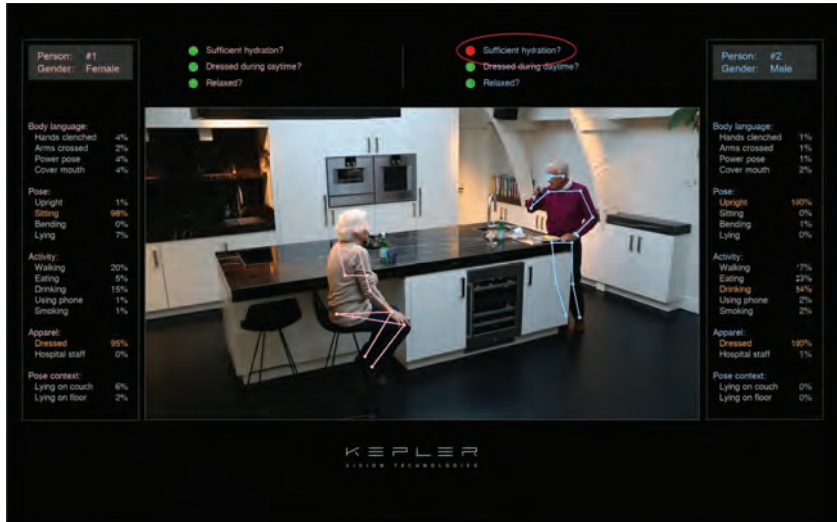 Person: #1
Gender: Female
Sufficient hydration?
Dressed during daytime?
Relaxed?
Sufficient hydration?
Dressed during daytime?
Relaxed?
Person: #2
Gender: Male
Body language:
Hands clenched 4%
Arms crossed 2%
Power pose 4%
Cover mouth 4%
Pose:
Upright 1%
Sitting 98%
Bending 0%
Lying 7%
Activity:
Walking 20%
Eating 5%
Drinking 15%
Using phone 1%
Smoking 1%
Apparel:
Dressed 95%
Hospital staff 0%
Pose context:
Lying on couch 6%
Lying on floor 2%
Body language:
Hands clenched 1%
Arms crossed 1%
Power pose 1%
Cover mouth 2%
Pose:
Upright 100%
Sitting 0%
Bending 1%
Lying 0%
Activity:
Walking
Eating
Drinking
Using phone 2%
Smoking 2%
Apparel:
Dressed 100%
Hospital staff 1%
Pose context:
Lying on couch 0%
Lying on floor 0%
KEPLER
VISION TECHNOLOGIES